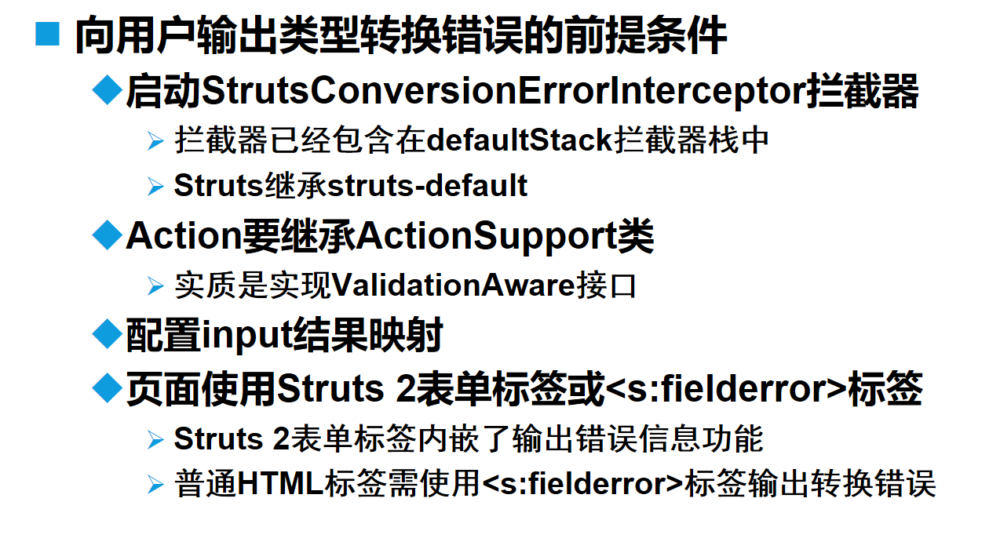 向用户输出类型转换错误的前提条件
启动StrutsConversionErrorInterceptor拦截器
拦截器已经包含在defaultStack拦截器栈中
Struts继承struts-default
Action要继承ActionSupport类
实质是实现ValidationAware接口
配置input结果映射
页面使用Struts 2表单标签或<s:fielderror>标签
Struts 2表单标签内嵌了输出错误信息功能
普通HTML标签需使用<s:fielderror>标签输出转换错误